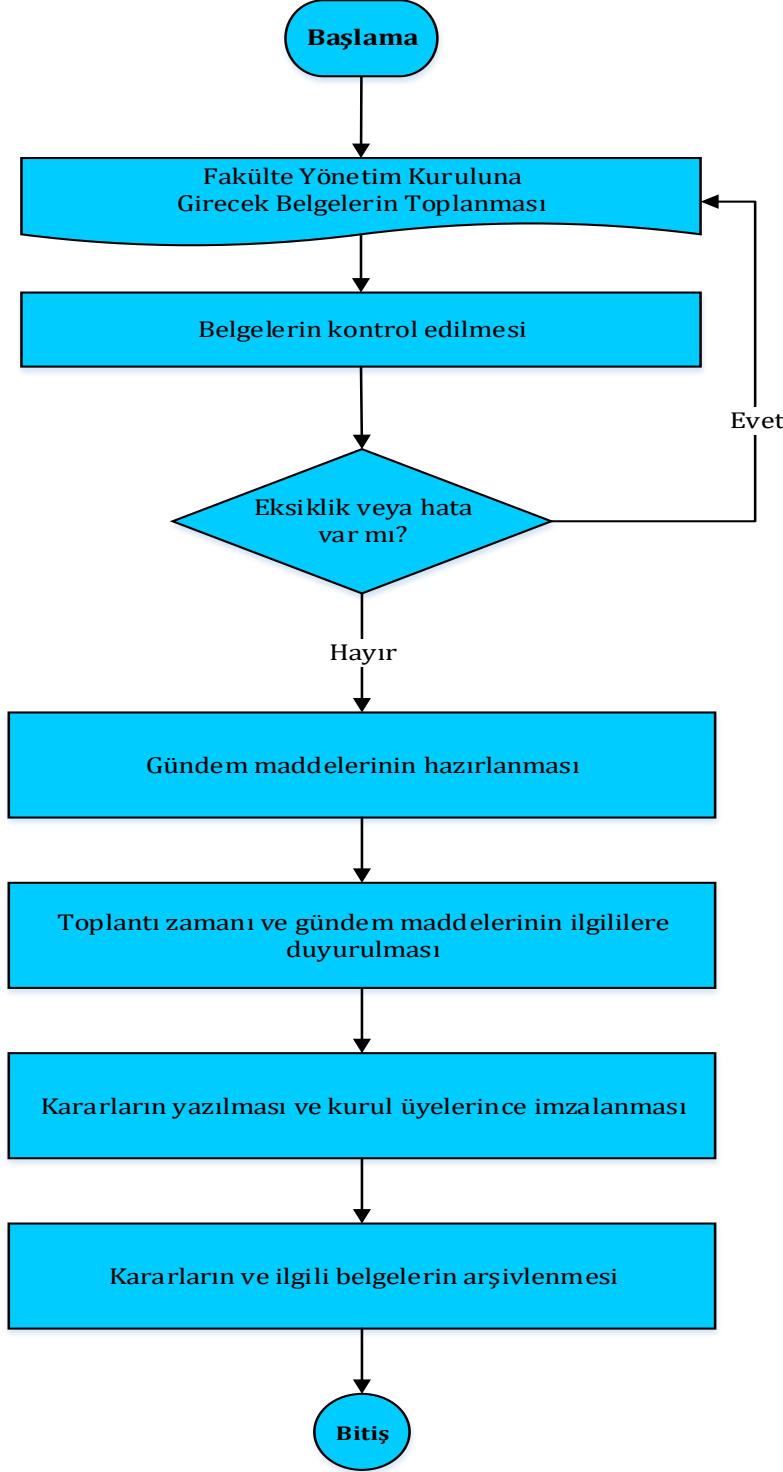 Başlama
Fakülte Yönetim Kuruluna
Girecek Belgelerin Toplanması
Belgelerin kontrol edilmesi
Evet
Eksiklik veya hata
var mı?
Hayır
Gündem maddelerinin hazırlanması
Toplantı zamanı ve gündem maddelerinin ilgililere
duyurulması
Kararların yazılması ve kurul üyelerince imzalanması
Kararların ve ilgili belgelerin arşivlenmesi
Bitiş